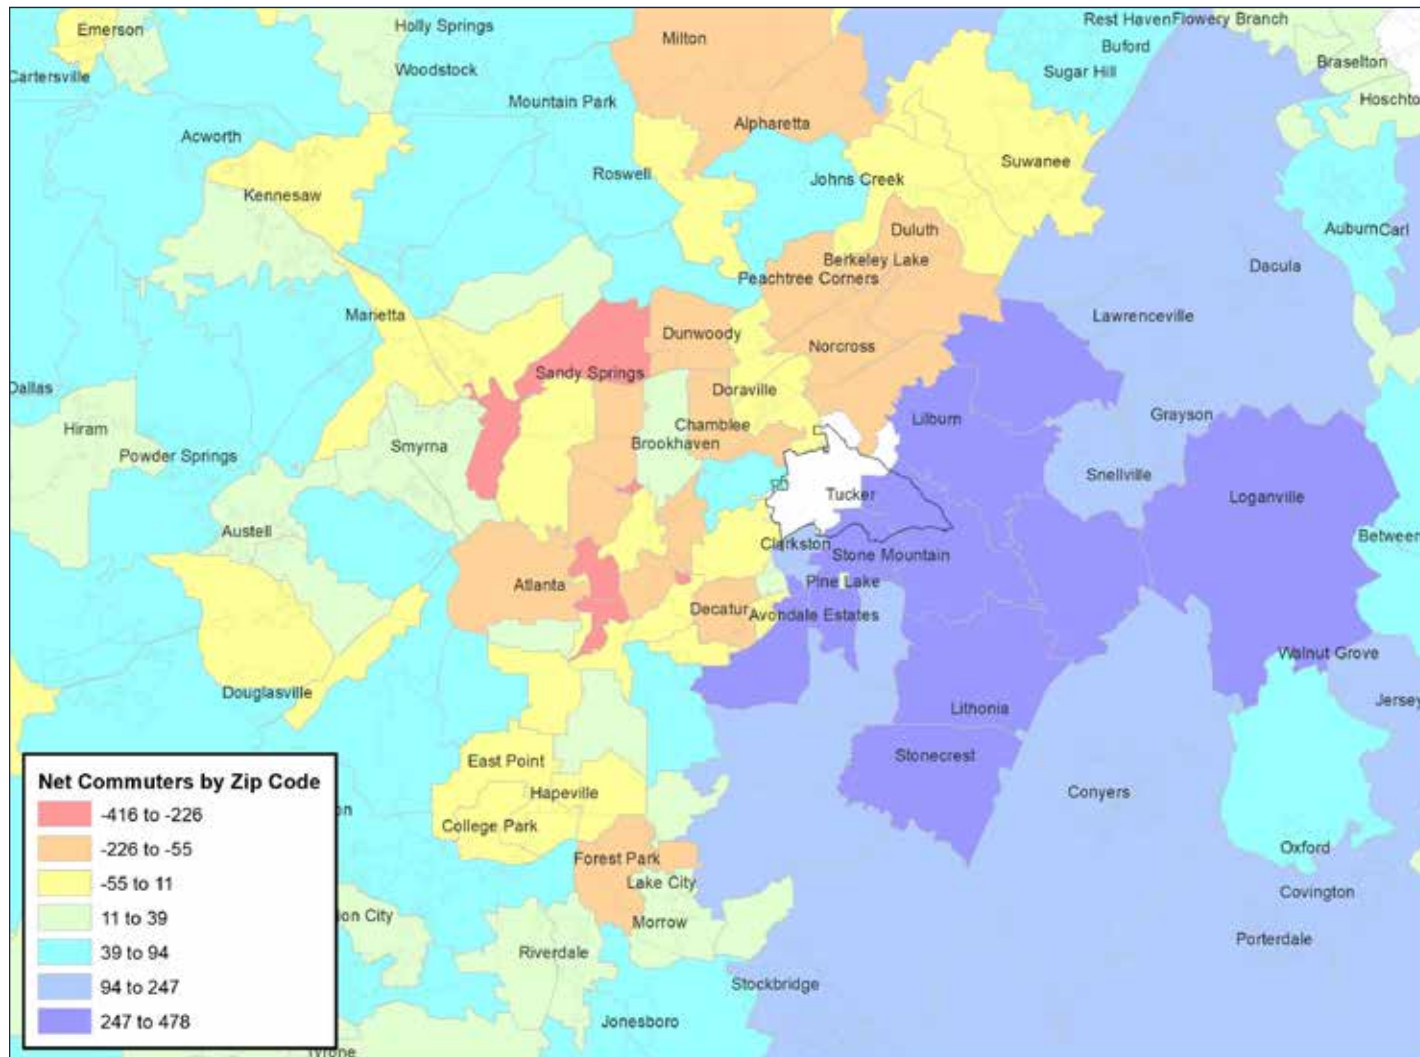 Emerson
Holly Springs
Milton
Rest Haven
Flowery Branch
Buford
Braselton
Cartersville
Woodstock
Sugar Hill
Mountain Park
Hoschto
Acworth
Alpharetta
Suwanee
Roswell
Johns Creek
Kennesaw
Duluth
Auburn
Carl
Berkeley Lake
Dacula
Peachtree Corners
Marietta
Lawrenceville
Dunwoody
Norcross
Sandy Springs
Dallas
Doraville
Grayson
Hiram
Chamblee
Lilburn
Brookhaven
Smyrna
Powder Springs
Snellville
Tucker
Loganville
Austell
Between
Clarkston
Stone Mountain
Atlanta
Pine Lake
Decatur
Avondale Estates
Walnut Grove
Douglasville
Jersey
Lithonia
Stonecrest
East Point
Hapeville
Conyers
College Park
Forest Park
Oxford
Lake City
Covington
ion City
Morrow
Porterdale
Riverdale
Stockbridge
Jonesboro
Tyrone
on
Net Commuters by Zip Code
-416 to -226
-226 to -55
-55 to 11
11 to 39
39 to 94
94 to 247
247 to 478